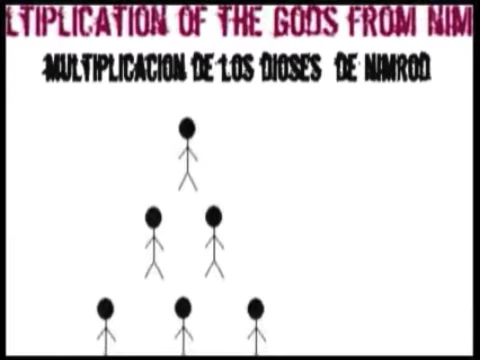 LTIPLICATION OF THE GODS FROM NIM
MULTIPLICACION DE LOS DIOSES DE NIMROD